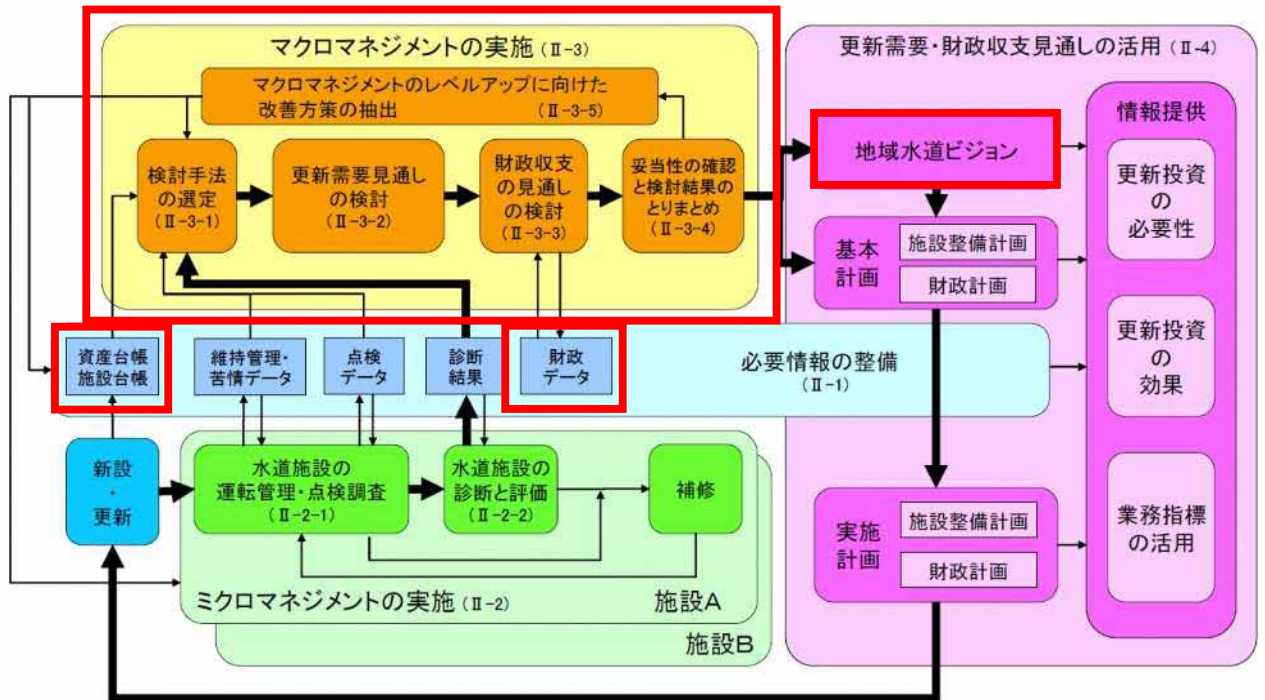 マクロマネジメントの実施(Ⅱ-3)
マクロマネジメントのレベルアップに向けた
改善方策の抽出 (Ⅱ-3-5)
検討手法
の選定
(Ⅱ-3-1)
更新需要見通し
の検討
(Ⅱ-3-2)
財政収支
の見通し
の検討
(Ⅱ-3-3)
妥当性の確認
と検討結果の
とりまとめ
(Ⅱ-3-4)
更新需要・財政収支見通しの活用(Ⅱ-4)
地域水道ビジョン
基本
計画
施設整備計画
財政計画
実施
計画
施設整備計画
財政計画
情報提供
更新投資
の
必要性
更新投資
の
効果
業務指標
の活用
資産台帳
施設台帳
維持管理・
苦情データ
点検
データ
診断
結果
財政
データ
必要情報の整備
(Ⅱ-1)
新設
・
更新
水道施設の
運転管理・点検調査
(Ⅱ-2-1)
水道施設の
診断と評価
(Ⅱ-2-2)
補修
ミクロマネジメントの実施(Ⅱ-2)
施設A
施設B